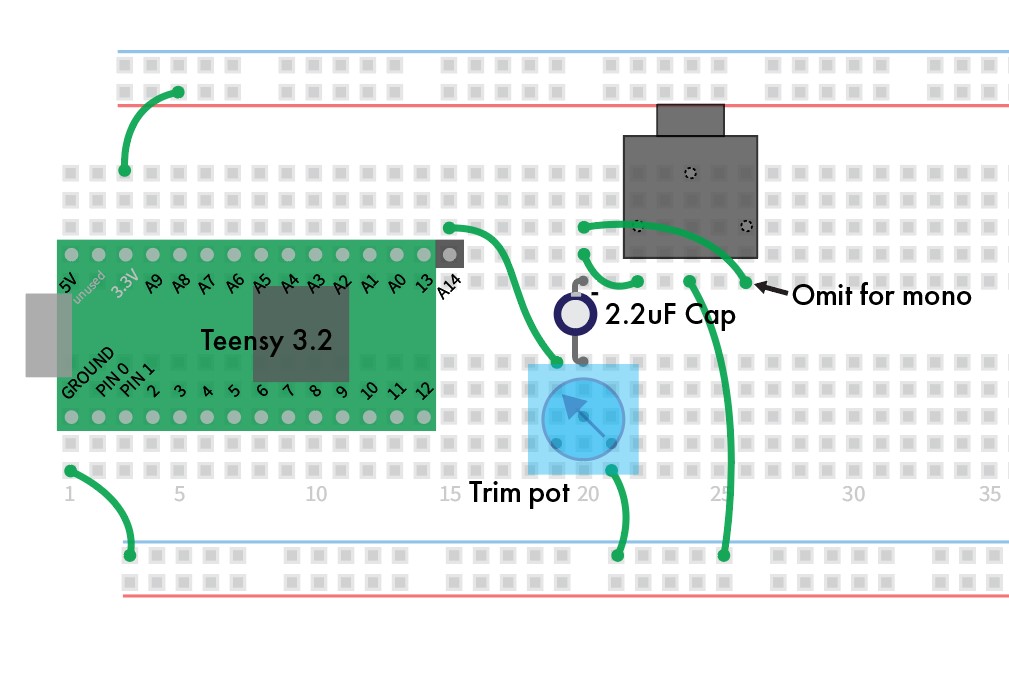 5V
unused
3.3V
A9
A8
A7
A6
A5
A4
A3
A2
A1
A0
13
A14
Omit for mono
-
2.2uF Cap
Teensy 3.2
GROUND
PIN 0
PIN 1
2
3
4
5
6
7
8
9
10
11
12
1
5
10
15
Trim pot
20
25
30
35